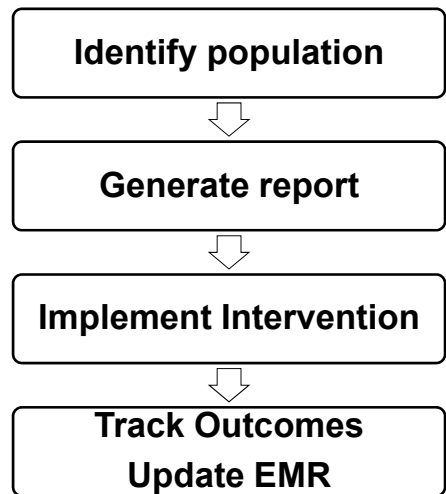 Identify population
Generate report
Implement Intervention
Track Outcomes
Update EMR